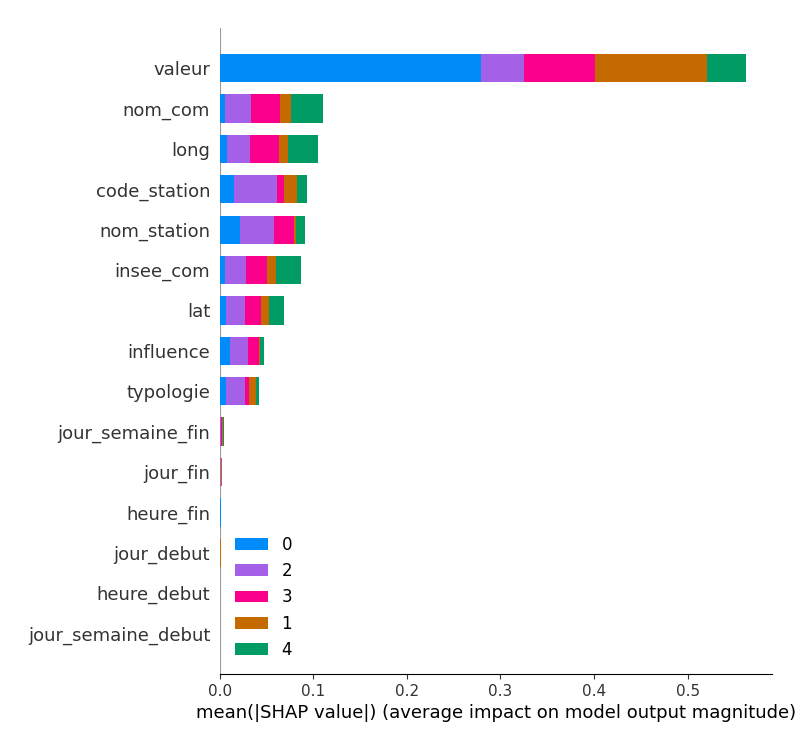 valeur
nom_com
long
code_station
nom_station
insee_com
lat
influence
typologie
jour_semaine_fin
jour_fin
heure_fin
jour_debut
heure_debut
jour_semaine_debut
0
2
3
1
4
0.0 0.1 0.2 0.3 0.4 0.5
mean(|SHAP value|) (average impact on model output magnitude)